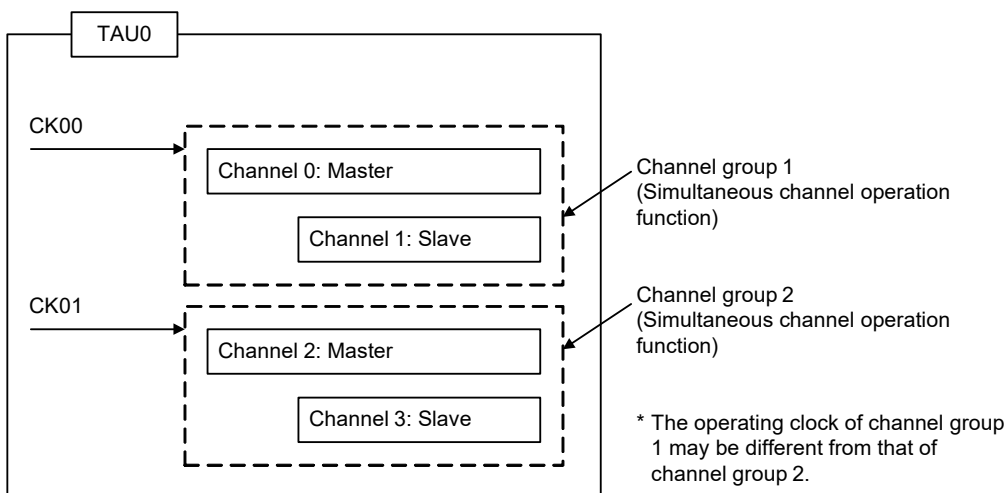 TAU0
CK00
Channel 0: Master
Channel 1: Slave
Channel group 1
(Simultaneous channel operation
function)
CK01
Channel 2: Master
Channel 3: Slave
Channel group 2
(Simultaneous channel operation
function)
* The operating clock of channel group
1 may be different from that of
channel group 2.